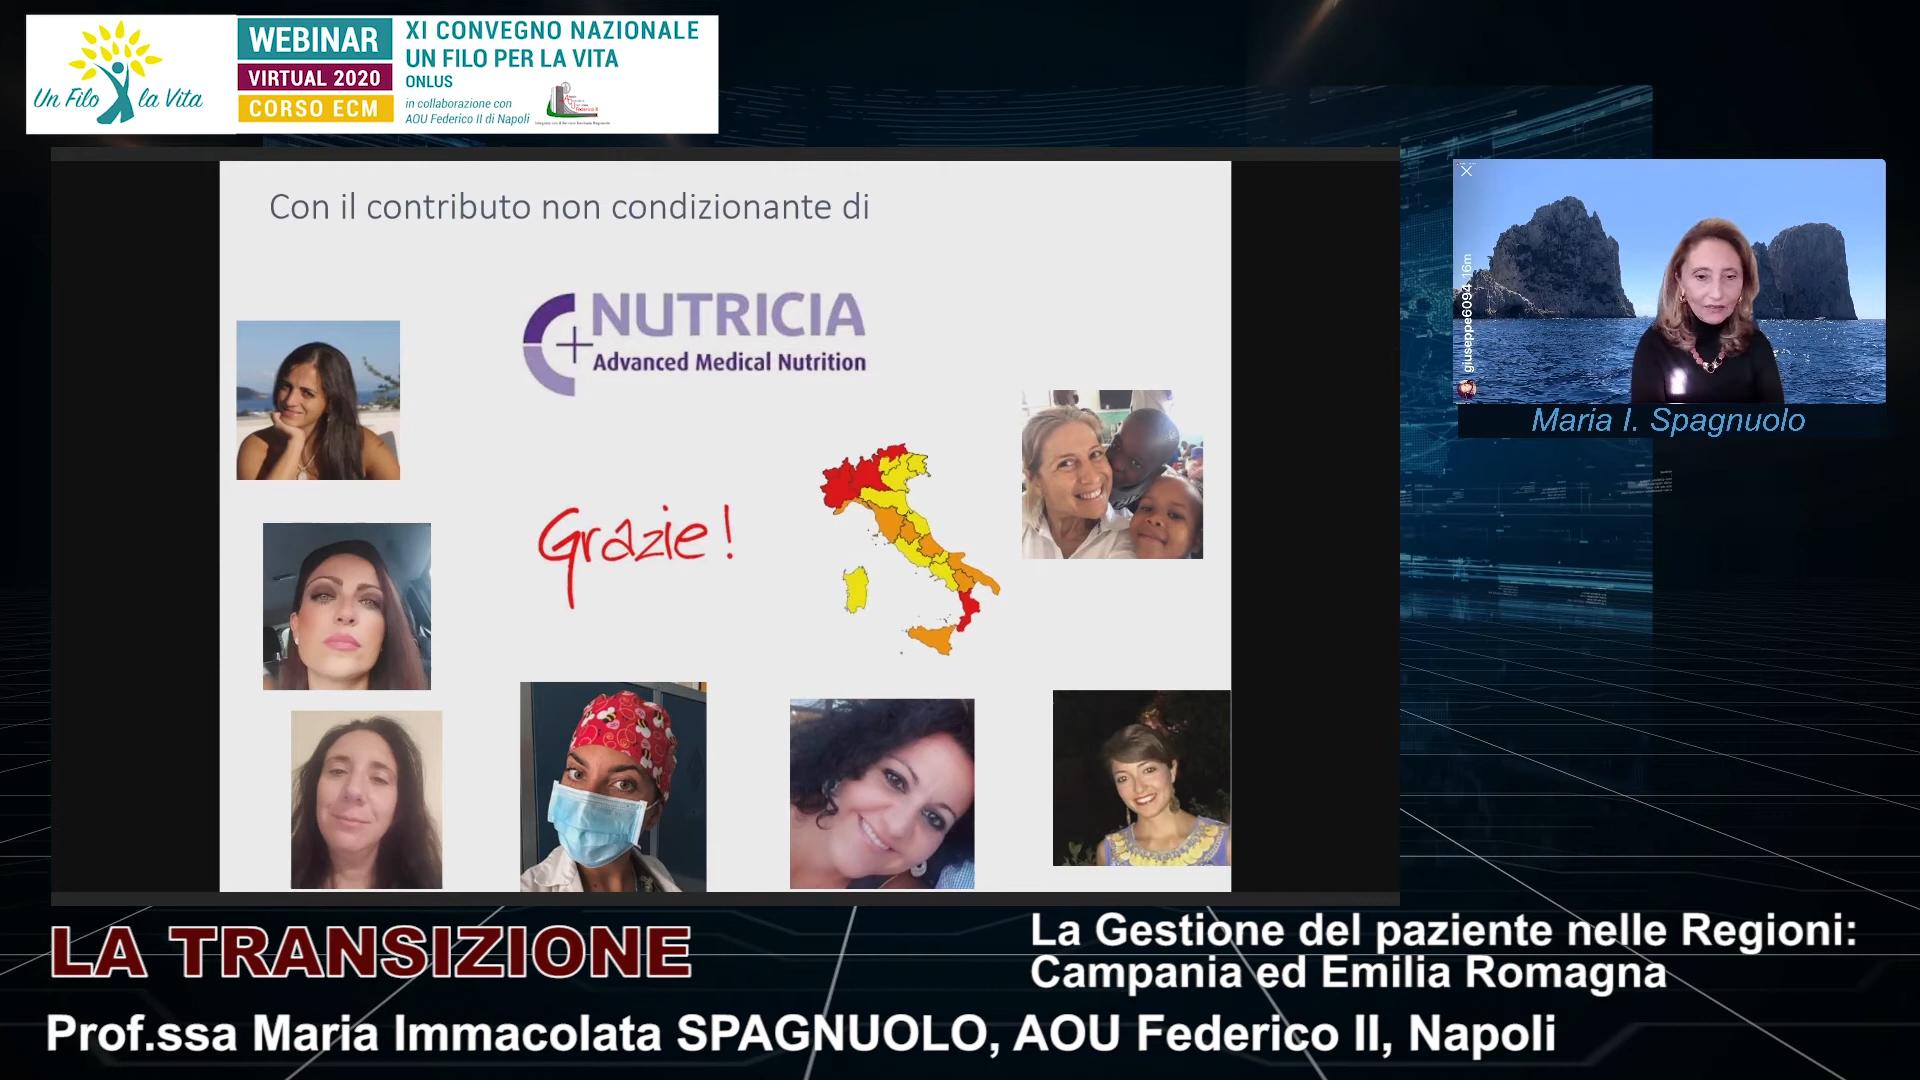 Un Filo la Vita
WEBINAR
VIRTUAL 2020
CORSO ECM
XI CONVEGNO NAZIONALE
UN FILO PER LA VITA
ONLUS
in collaborazione con
AOU Federico II di Napoli
Con il contributo non condizionante di
NUTRICIA
Advanced Medical Nutrition
Grazie!
giuseppe6094 16m
Maria I. Spagnuolo
LA TRANSIZIONE
La Gestione del paziente nelle Regioni:
Campania ed Emilia Romagna
Prof.ssa Maria Immacolata SPAGNUOLO, AOU Federico II, Napoli